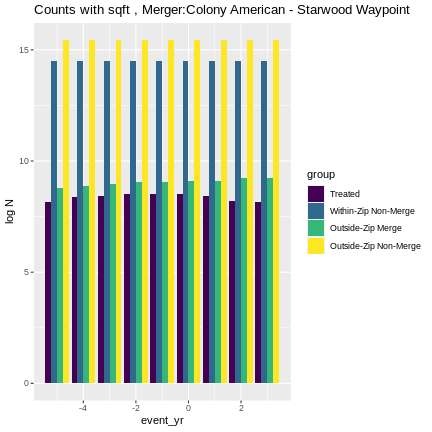 Counts with sqft , Merger:Colony American - Starwood Waypoint
15
10
5
0
log N
-4
-2
0
2
event_yr
group
Treated
Within-Zip Non-Merge
Outside-Zip Merge
Outside-Zip Non-Merge